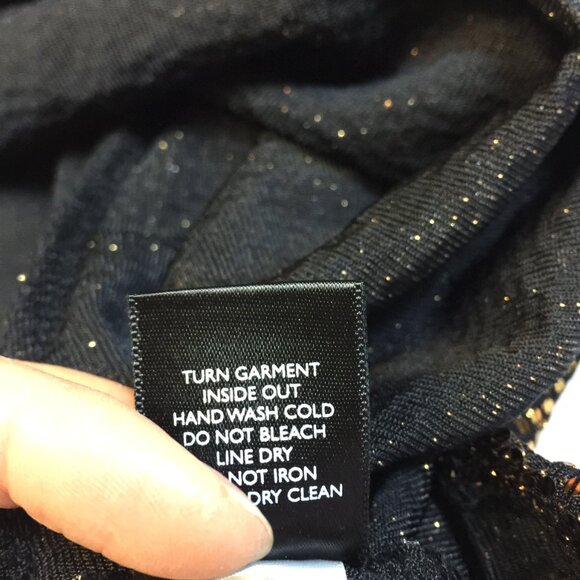 TURN GARMENT
INSIDE OUT
HAND WASH COLD
DO NOT BLEACH
LINE DRY
NOT IRON
DRY CLEAN